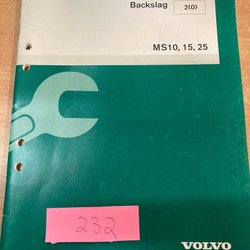 Backslag
2(0)
MS10, 15, 25
232
VOLVO